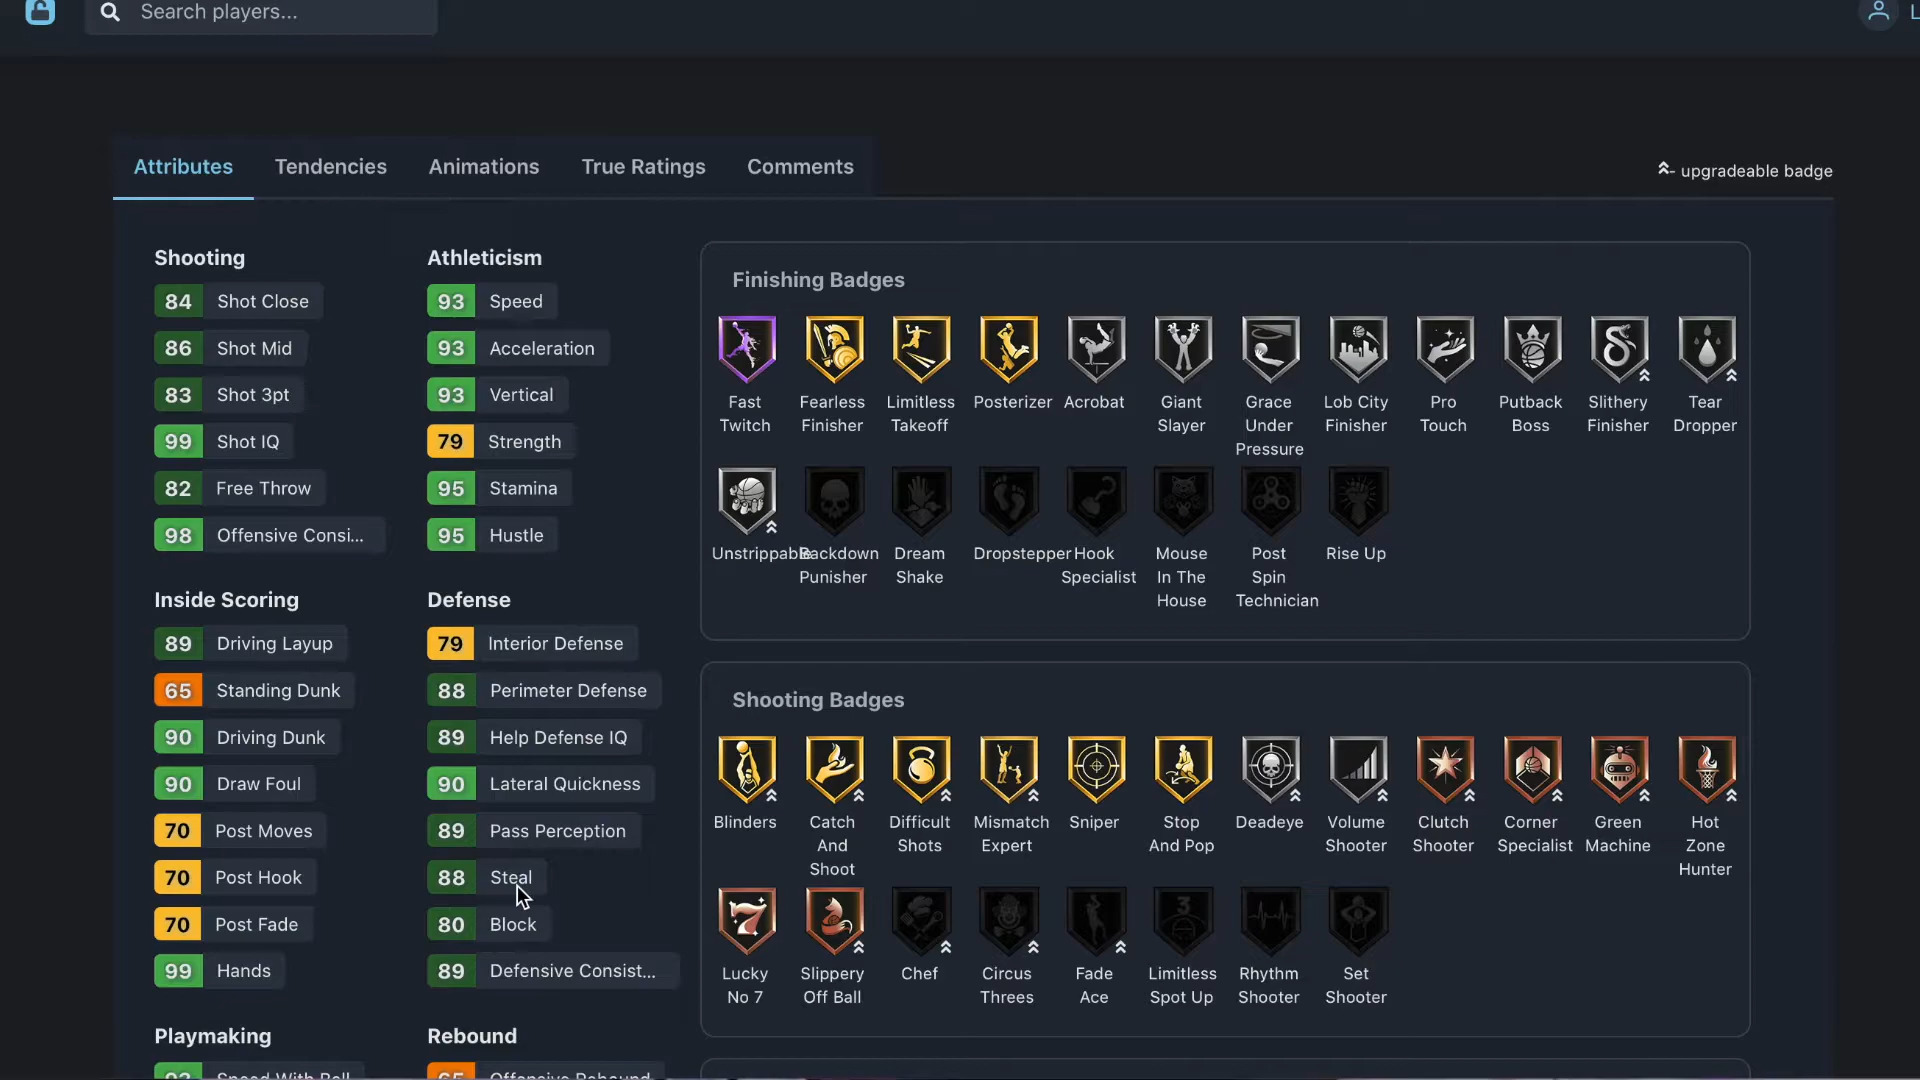 Search players...
Attributes
Tendencies
Animations
True Ratings
Comments
- upgradeable badge
Shooting
84 Shot Close
86 Shot Mid
83 Shot 3pt
99 Shot IQ
82 Free Throw
98 Offensive Consi...
Athleticism
93 Speed
93 Acceleration
93 Vertical
79 Strength
95 Stamina
95 Hustle
Inside Scoring
89 Driving Layup
65 Standing Dunk
90 Driving Dunk
90 Draw Foul
70 Post Moves
70 Post Hook
70 Post Fade
99 Hands
Defense
79 Interior Defense
88 Perimeter Defense
89 Help Defense IQ
90 Lateral Quickness
89 Pass Perception
88 Steal
80 Block
89 Defensive Consist...
Playmaking
Speed With Ball
Rebound
65 Offensive Rebound
Finishing Badges
Fast
Twitch
Fearless
Finisher
Limitless
Takeoff
Posterizer
Acrobat
Giant
Slayer
Grace
Under
Pressure
Lob City
Finisher
Pro
Touch
Putback
Boss
Slithery
Finisher
Tear
Dropper
Unstrippable
Backdown
Punisher
Dream
Shake
Dropstepper
Hook
Specialist
Mouse
In The
House
Post
Spin
Technician
Rise Up
Shooting Badges
Blinders
Catch
And
Shoot
Difficult
Shots
Mismatch
Expert
Sniper
Stop
And Pop
Deadeye
Volume
Shooter
Clutch
Shooter
Corner
Specialist
Green
Machine
Hot
Zone
Hunter
Lucky
No 7
Slippery
Off Ball
Chef
Circus
Threes
Fade
Ace
Limitless
Spot Up
Rhythm
Shooter
Set
Shooter